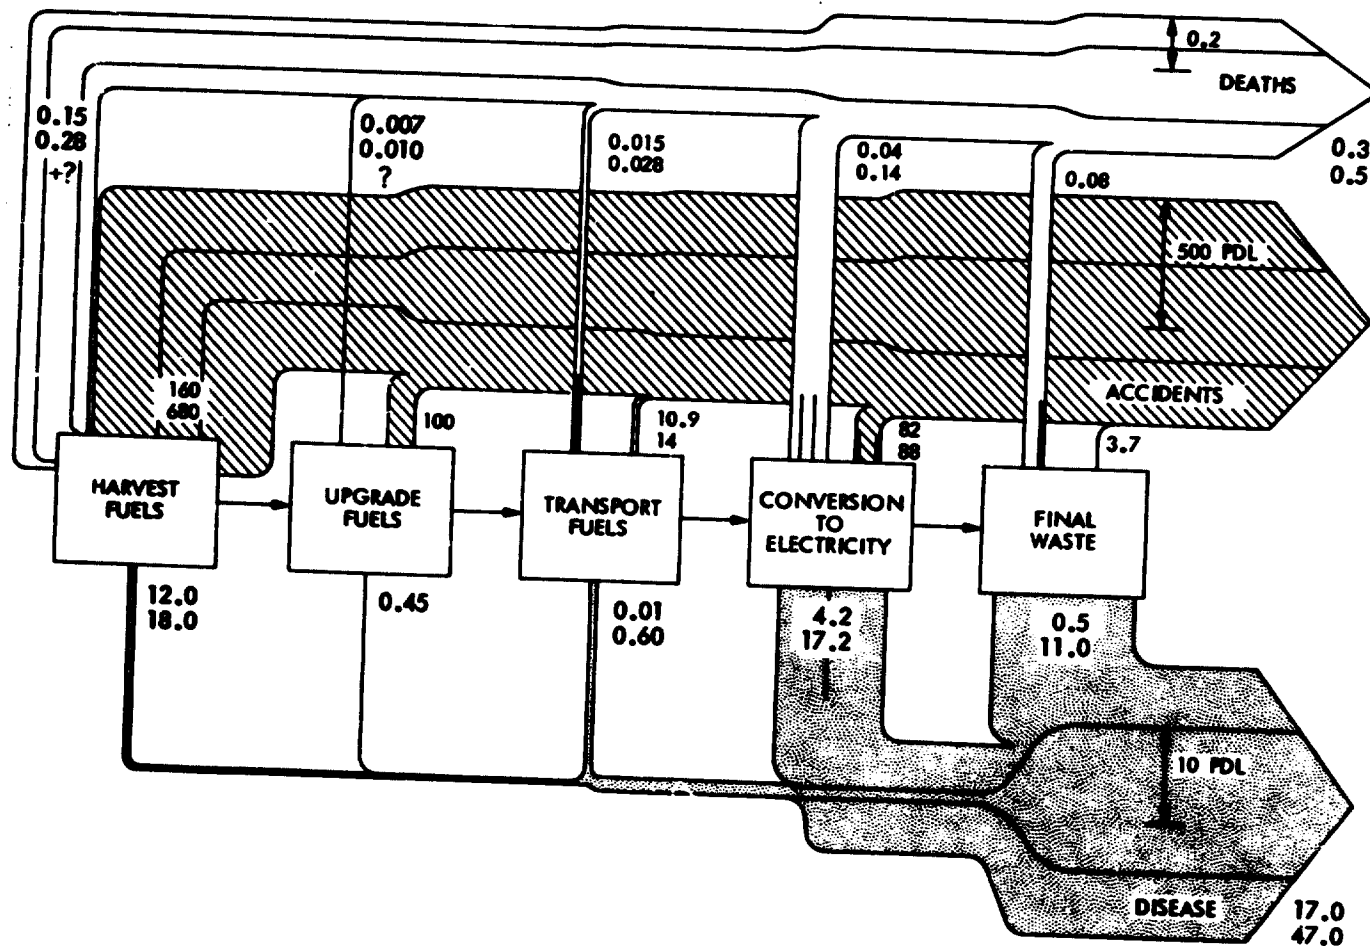 0.2
DEATHS
0.15
0.28
+?
0.007
0.010
?
0.015
0.028
0.04
0.14
0.08
0.3
0.5
500 PDL
160
680
100
10.9
14
82
88
3.7
ACCIDENTS
HARVEST
FUELS
UPGRADE
FUELS
TRANSPORT
FUELS
CONVERSION
TO
ELECTRICITY
FINAL
WASTE
12.0
18.0
0.45
0.01
0.60
4.2
17.2
0.5
11.0
10 PDL
DISEASE
17.0
47.0